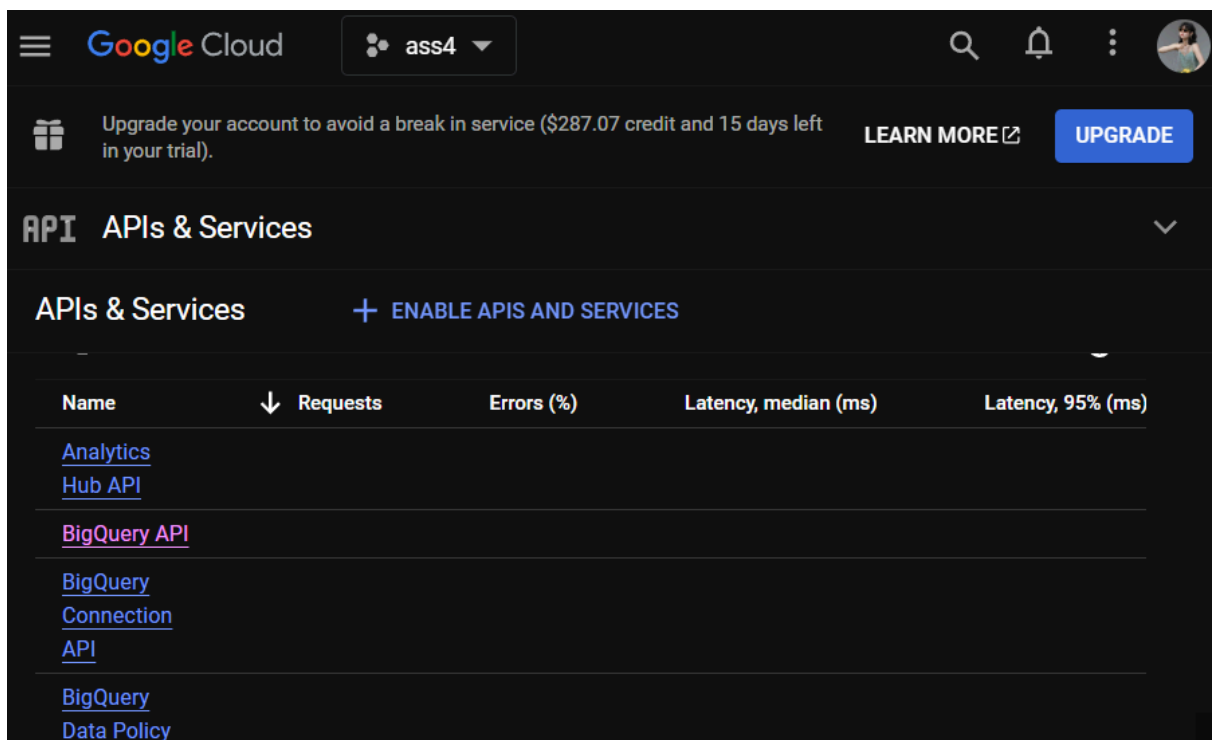 Google Cloud
ass4
Upgrade your account to avoid a break in service ($287.07 credit and 15 days left
in your trial).
LEARN MORE
UPGRADE
API
APIs & Services
APIs & Services
+ ENABLE APIS AND SERVICES
Name
Requests
Errors (%)
Latency, median (ms)
Latency, 95% (ms)
Analytics
Hub API
BigQuery API
BigQuery
Connection
API
BigQuery
Data Policy